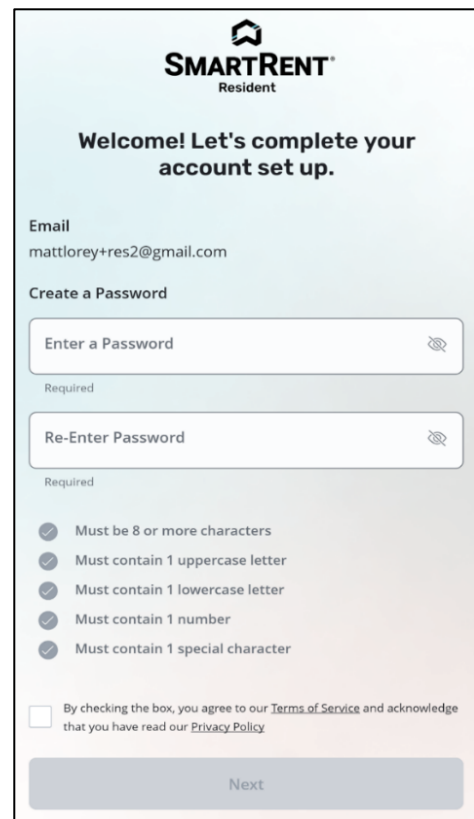 SMARTRENT®
Resident
Welcome! Let's complete your
account set up.
Email
mattlorey+res2@gmail.com
Create a Password
Enter a Password
Required
Re-Enter Password
Required
Must be 8 or more characters
Must contain 1 uppercase letter
Must contain 1 lowercase letter
Must contain 1 number
Must contain 1 special character
By checking the box, you agree to our Terms of Service and acknowledge
that you have read our Privacy Policy
Next